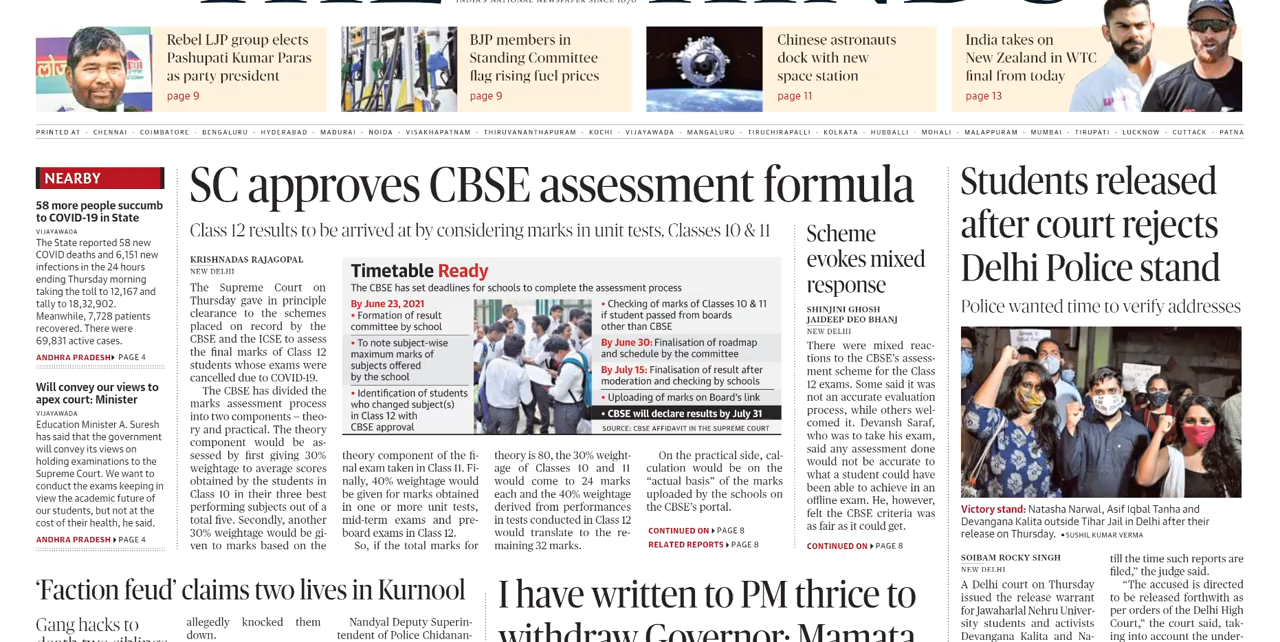 THE HINDU
INDIA'S NATIONAL NEWSPAPER SINCE 1878
Rebel LJP group elects
Pashupati Kumar Paras
as party president
page 9
BJP members in
Standing Committee
flag rising fuel prices
page 9
Chinese astronauts
dock with new
space station
page 11
India takes on
New Zealand in WTC
final from today
page 13
PRINTED AT · CHENNAI · COIMBATORE · BENGALURU · HYDERABAD · MADURAI · NOIDA · VISAKHAPATNAM · THIRUVANANTHAPURAM · KOCHI · VIJAYAWADA · MANGALURU · TIRUCHIRAPALLI · KOLKATA · HUBBALLI · MOHALI · MALAPPURAM · MUMBAI · TIRUPATI · LUCKNOW · CUTTACK · PATNA
NEARBY
58 more people succumb
to COVID-19 in State
VIJAYAWADA
The State reported 58 new
COVID deaths and 6,151 new
infections in the 24 hours
ending Thursday morning
taking the toll to 12,167 and
tally to 18,32,902.
Meanwhile, 7,728 patients
recovered. There were
69,831 active cases.
ANDHRA PRADESH PAGE 4
Will convey our views to
apex court: Minister
VIJAYAWADA
Education Minister A. Suresh
has said that the government
will convey its views on
holding examinations to the
Supreme Court. We want to
conduct the exams keeping in
view the academic future of
our students, but not at the
cost of their health, he said.
ANDHRA PRADESH PAGE 4
SC approves CBSE assessment formula
Class 12 results to be arrived at by considering marks in unit tests, Classes 10 & 11
KRISHNADAS RAJAGOPAL
NEW DELHI
The Supreme Court on
Thursday gave in principle
clearance to the schemes
placed on record by the
CBSE and the ICSE to assess
the final marks of Class 12
students whose exams were
cancelled due to COVID-19.
The CBSE has divided the
marks assessment process
into two components – theo-
ry and practical. The theory
component would be as-
sessed by first giving 30%
weightage to average scores
obtained by the students in
Class 10 in their three best
performing subjects out of a
total five. Secondly, another
30% weightage would be gi-
ven to marks based on the
Timetable Ready
The CBSE has set deadlines for schools to complete the assessment process
By June 23, 2021
• Formation of result
committee by school
• To note subject-wise
maximum marks of
subjects offered
by the school
• Identification of students
who changed subject(s)
in Class 12 with
CBSE approval
• Checking of marks of Classes 10 & 11
if student passed from boards
other than CBSE
By June 30: Finalisation of roadmap
and schedule by the committee
By July 15: Finalisation of result after
moderation and checking by schools
• Uploading of marks on Board's link
• CBSE will declare results by July 31
SOURCE: CBSE AFFIDAVIT IN THE SUPREME COURT
theory component of the fi-
nal exam taken in Class 11. Fi-
nally, 40% weightage would
be given for marks obtained
in one or more unit tests,
mid-term exams and pre-
board exams in Class 12.
So, if the total marks for
theory is 80, the 30% weight-
age of Classes 10 and 11
would come to 24 marks
each and the 40% weightage
derived from performances
in tests conducted in Class 12
would translate to the re-
maining 32 marks.
On the practical side, cal-
culation would be on the
“actual basis” of the marks
uploaded by the schools on
the CBSE's portal.
CONTINUED ON PAGE 8
RELATED REPORTS PAGE 8
Scheme
evokes mixed
response
SHINJINI GHOSH
JAIDEEP DEO BHANJ
NEW DELHI
There were mixed reac-
tions to the CBSE's assess-
ment scheme for the Class
12 exams. Some said it was
not an accurate evaluation
process, while others wel-
comed it. Devansh Saraf,
who was to take his exam,
said any assessment done
would not be accurate to
what a student could have
been able to achieve in an
offline exam. He, however,
felt the CBSE criteria was
as fair as it could get.
CONTINUED ON PAGE 8
Students released
after court rejects
Delhi Police stand
Police wanted time to verify addresses
Victory stand: Natasha Narwal, Asif Iqbal Tanha and
Devangana Kalita outside Tihar Jail in Delhi after their
release on Thursday. • SUSHIL KUMAR VERMA
SOIBAM ROCKY SINGH
NEW DELHI
A Delhi court on Thursday
issued the release warrant
for Jawaharlal Nehru Univer-
sity students and activists
Devangana Kalita and Na-
till the time such reports are
filed,” the judge said.
“The accused is directed
to be released forthwith as
per orders of the Delhi High
Court,” the court said, tak-
ing into account the under-
‘Faction feud’ claims two lives in Kurnool
Gang hacks to
death two siblings
allegedly knocked them
down.
Nandyal Deputy Superin-
tendent of Police Chidanan-
I have written to PM thrice to
withdraw Governor: Mamata